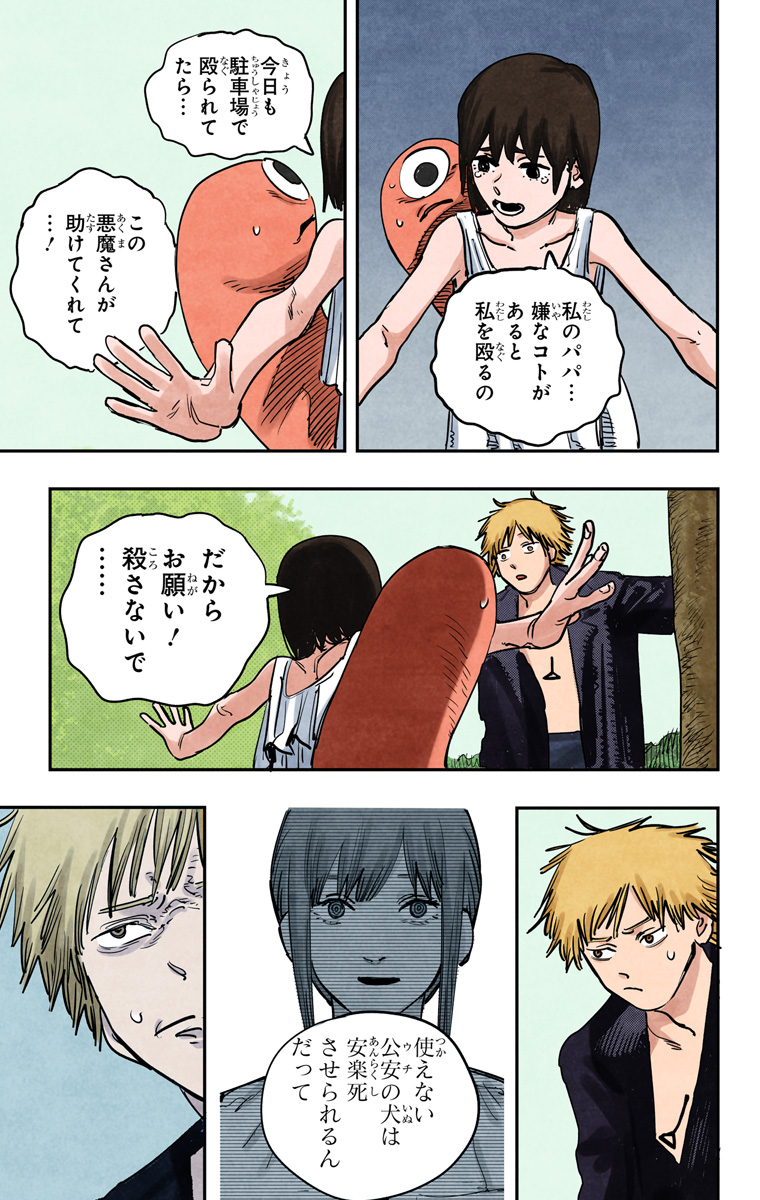 私のパパ…
嫌なコトが
あると
私を殴るの
今日も
駐車場で
殴られて
たら…
この
悪魔さんが
助けてくれて
…！
だから
お願い！
殺さないで
……
使えない
公安の犬は
安楽死
させられるん
だって